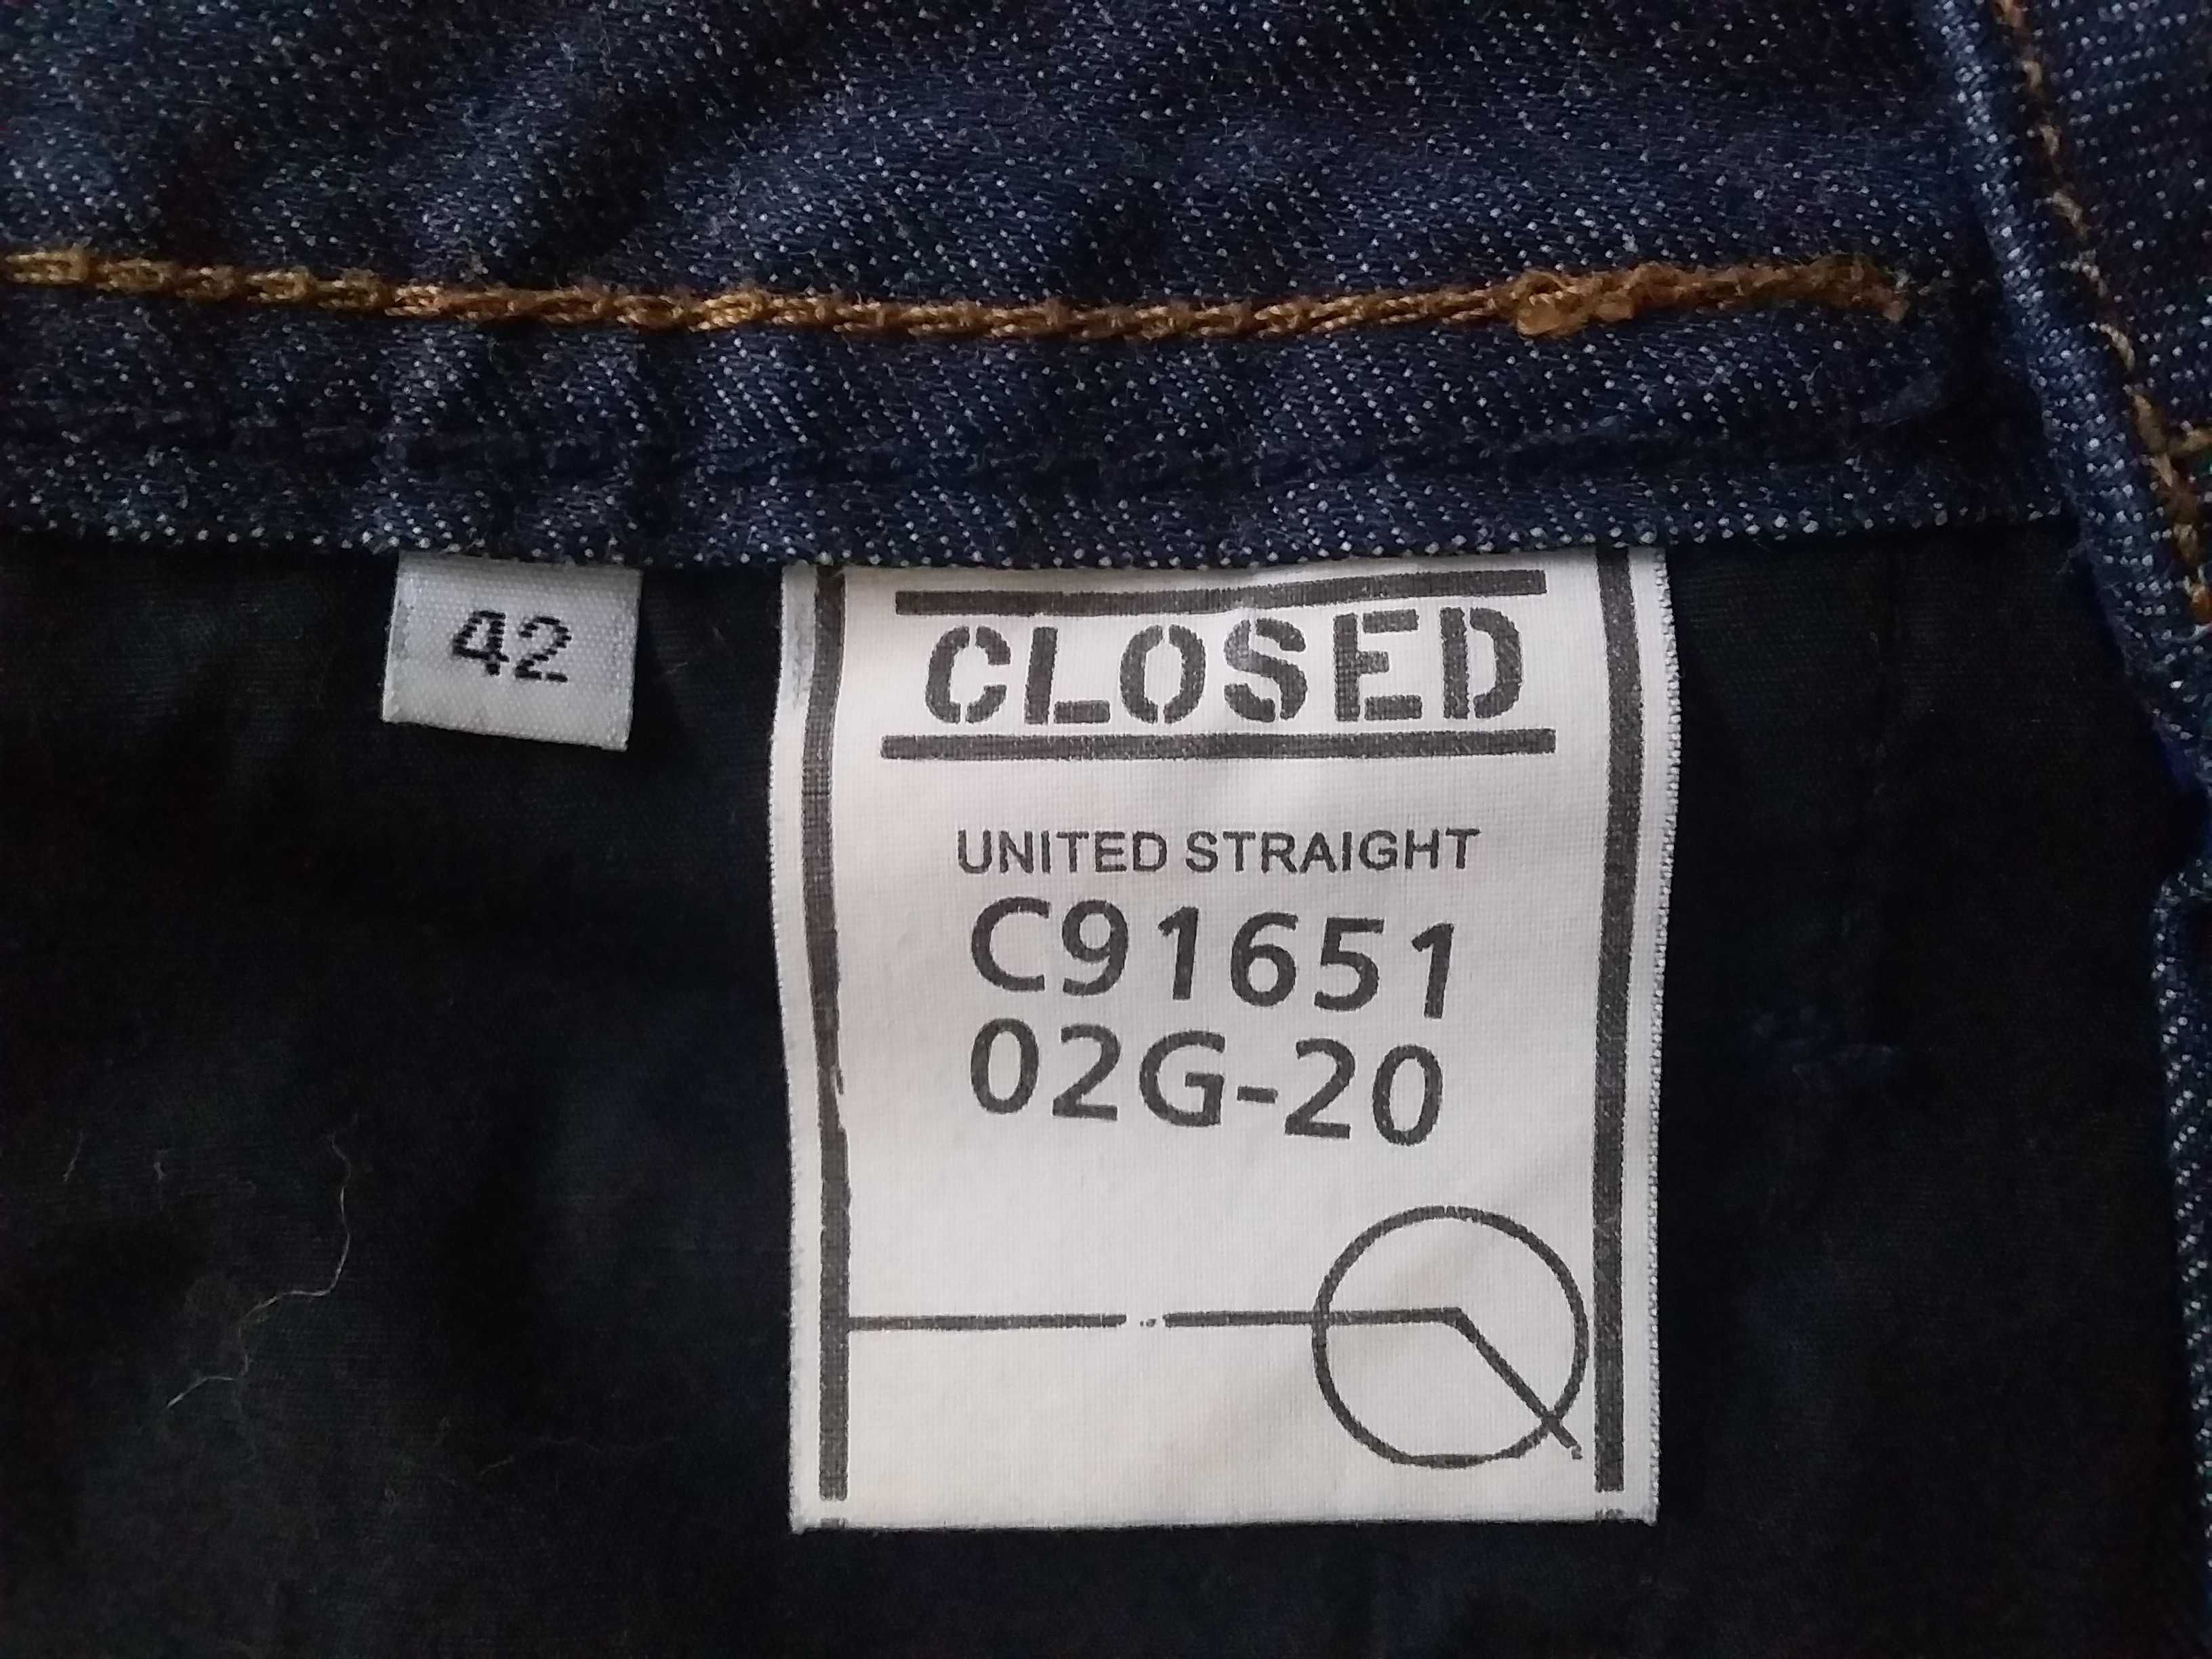 42
CLOSED
UNITED STRAIGHT
C91651
02G-20